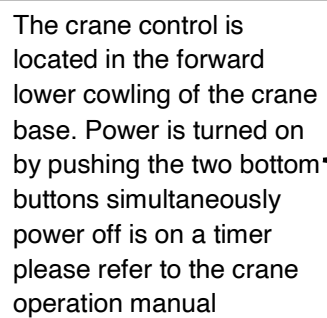 The crane control is
located in the forward
lower cowling of the crane
base. Power is turned on
by pushing the two bottom
buttons simultaneously
power off is on a timer
please refer to the crane
operation manual